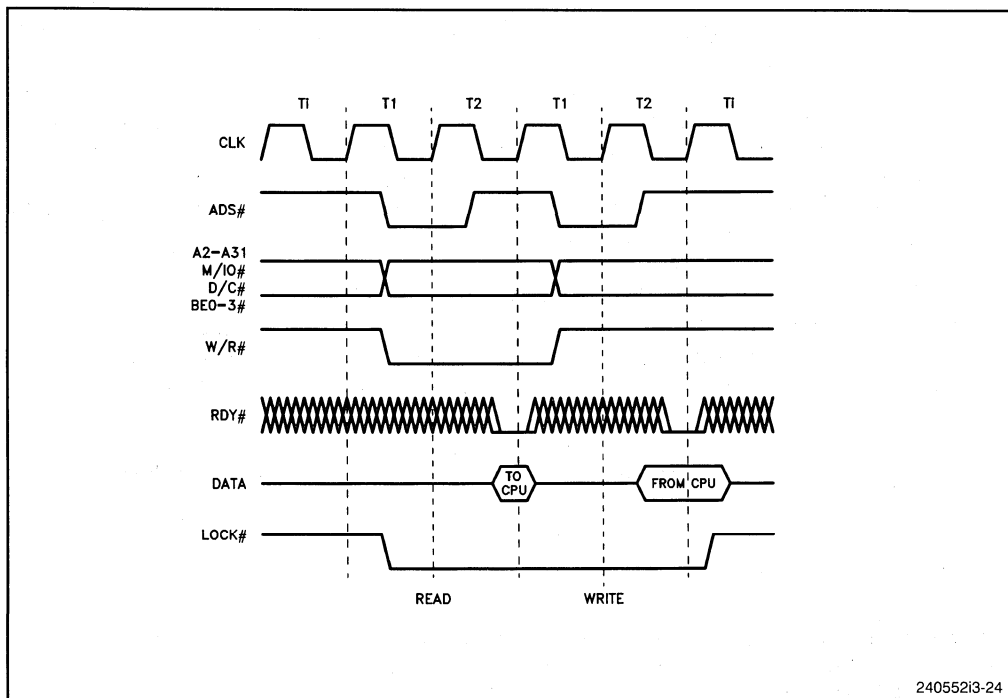 Ti T1 T2 T1 T2 Ti
CLK
ADS#
A2-A31
M/IO#
D/C#
BE0-3#
W/R#
RDY#
DATA
TO
CPU
FROM CPU
LOCK#
READ WRITE
240552i3-24